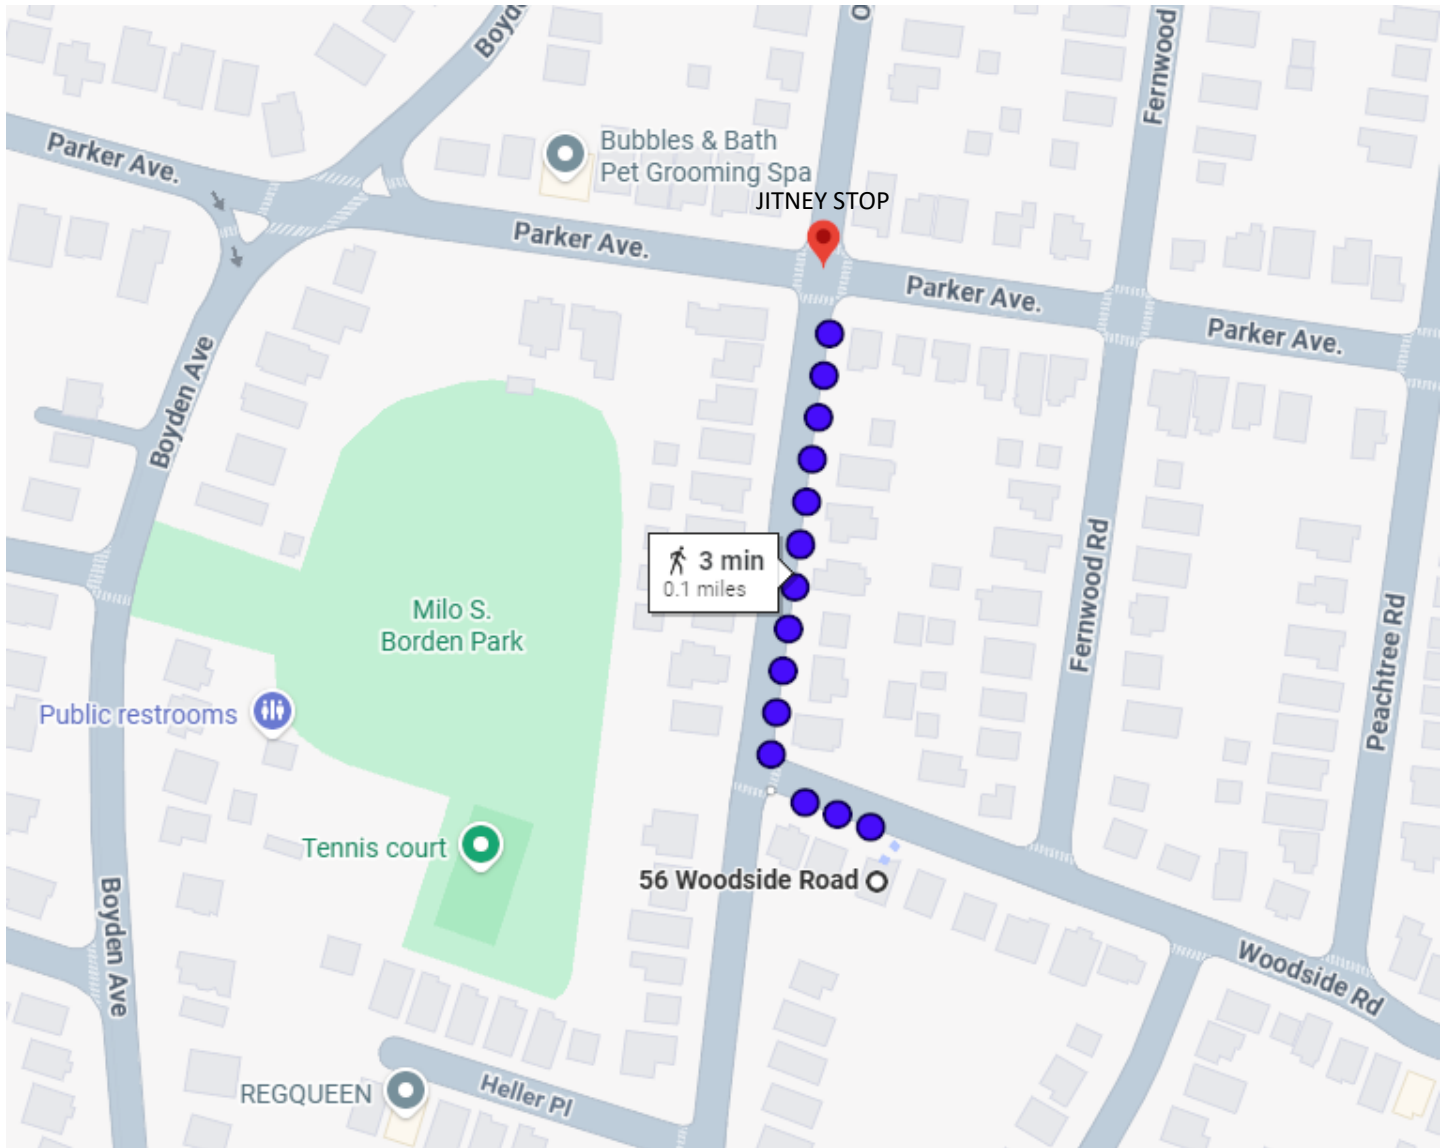 Boyd
O
Fernwood
Parker Ave.
Bubbles & Bath
Pet Grooming Spa
JITNEY STOP
Parker Ave.
Parker Ave.
Parker Ave.
Boyden Ave
3 min
0.1 miles
Milo S.
Borden Park
Fernwood Rd
Peachtree Rd
Public restrooms
Tennis court
56 Woodside Road
Boyden Ave
Woodside Rd
REGQUEEN
Heller Pl